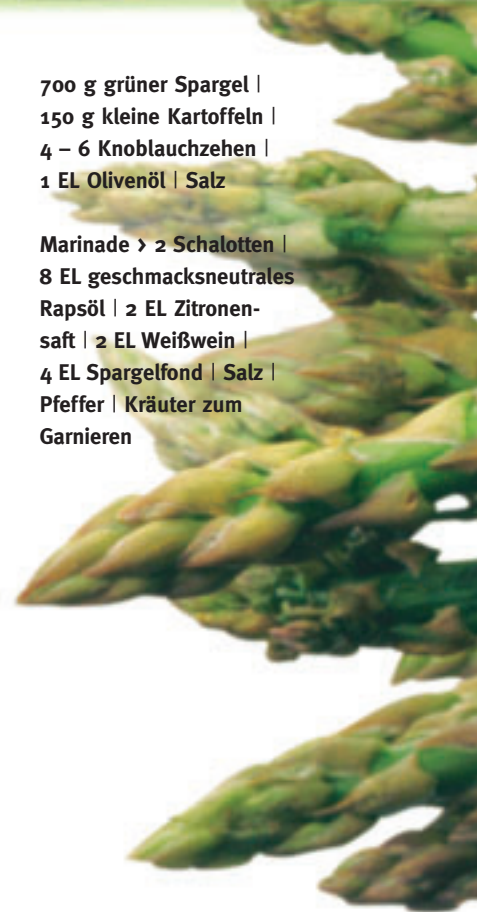 700 g grüner Spargel |
150 g kleine Kartoffeln |
4 – 6 Knoblauchzehen |
1 EL Olivenöl | Salz
Marinade > 2 Schalotten |
8 EL geschmacksneutrales
Rapsöl | 2 EL Zitronen-
saft | 2 EL Weißwein |
4 EL Spargelfond | Salz |
Pfeffer | Kräuter zum
Garnieren